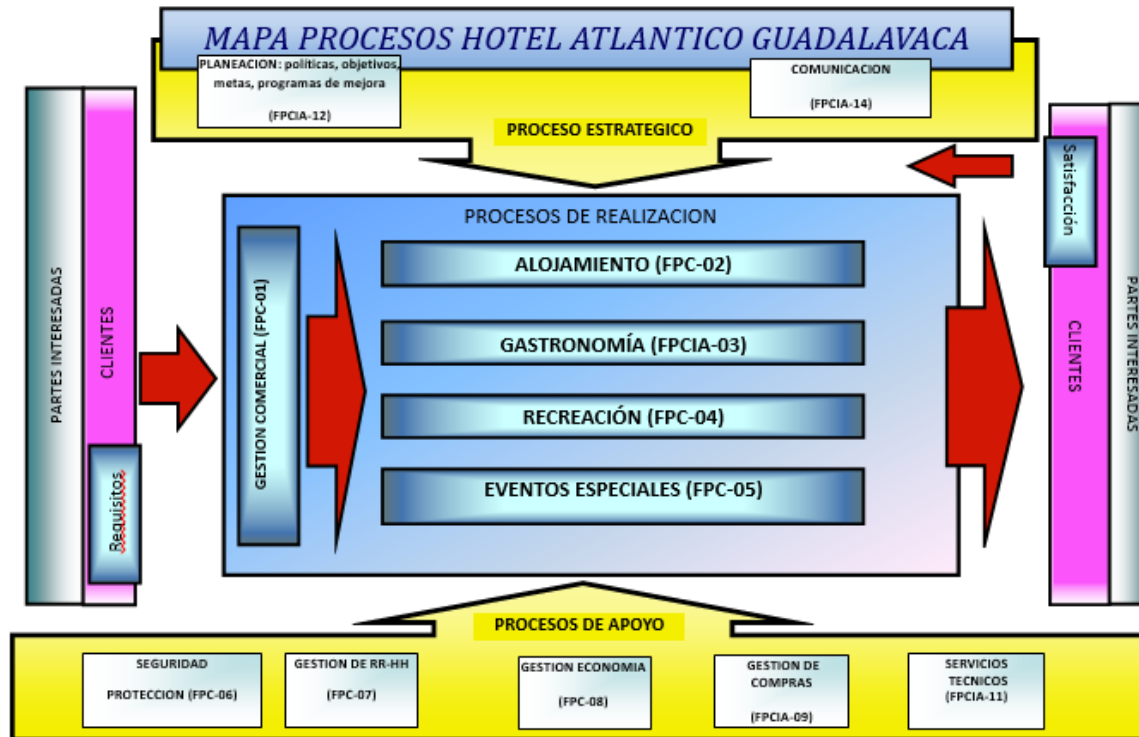 MAPA PROCESOS HOTEL ATLANTICO GUADALAVACA
PLANEACION: políticas, objetivos,
metas, programas de mejora
(FPCIA-12)
COMUNICACION
(FPCIA-14)
PROCESO ESTRATEGICO
PARTES INTERESADAS
CLIENTES
Requisitos
PROCESOS DE REALIZACION
GESTION COMERCIAL (FPC-01)
ALOJAMIENTO (FPC-02)
GASTRONOMÍA (FPCIA-03)
RECREACIÓN (FPC-04)
EVENTOS ESPECIALES (FPC-05)
Satisfacción
CLIENTES
PARTES INTERESADAS
PROCESOS DE APOYO
SEGURIDAD
PROTECCION (FPC-06)
GESTION DE RR-HH
(FPC-07)
GESTION ECONOMIA
(FPC-08)
GESTION DE
COMPRAS
(FPCIA-09)
SERVICIOS
TECNICOS
(FPCIA-11)